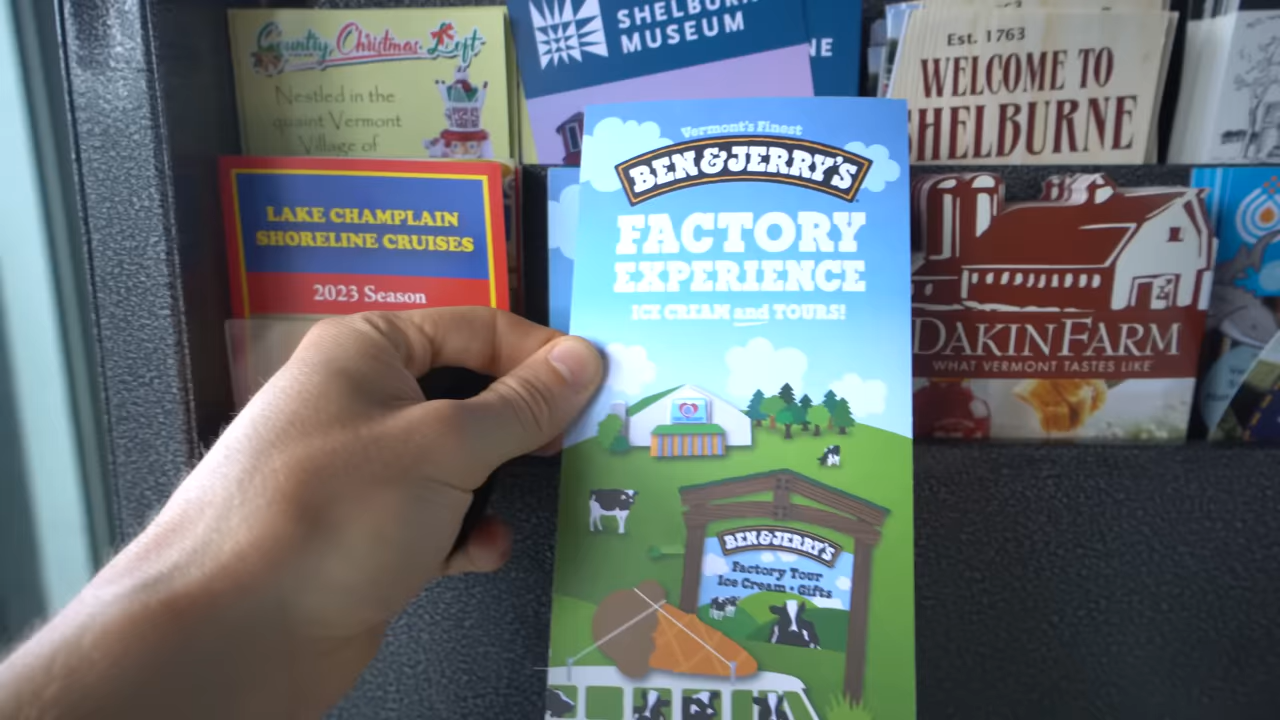 Country Christmas Loft
Nestled in the
quaint Vermont
Village of
SHELBURNE
MUSEUM
NE
Est. 1763
WELCOME TO
SHELBURNE
LAKE CHAMPLAIN
SHORELINE CRUISES
2023 Season
Vermont's Finest
BEN & JERRY'S
FACTORY
EXPERIENCE
ICE CREAM and TOURS!
BEN & JERRY'S
Factory Tour
Ice Cream • Gifts
DAKIN FARM
WHAT VERMONT TASTES LIKE